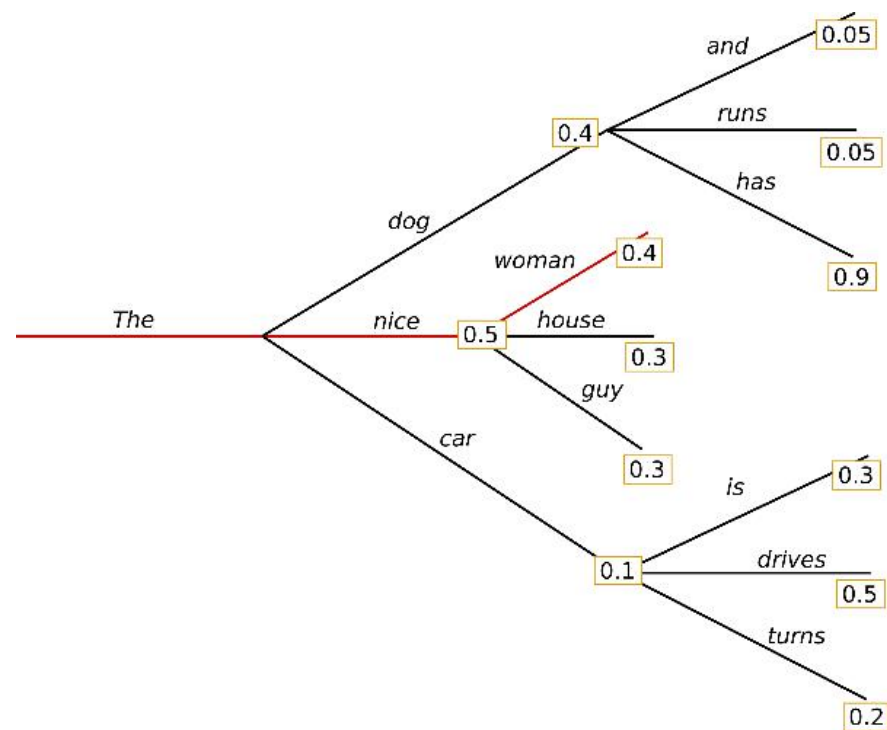 and
0.05
runs
0.4
0.05
has
dog
0.9
woman
0.4
The
nice
0.5
house
0.3
guy
car
0.3
is
0.3
drives
0.1
0.5
turns
0.2